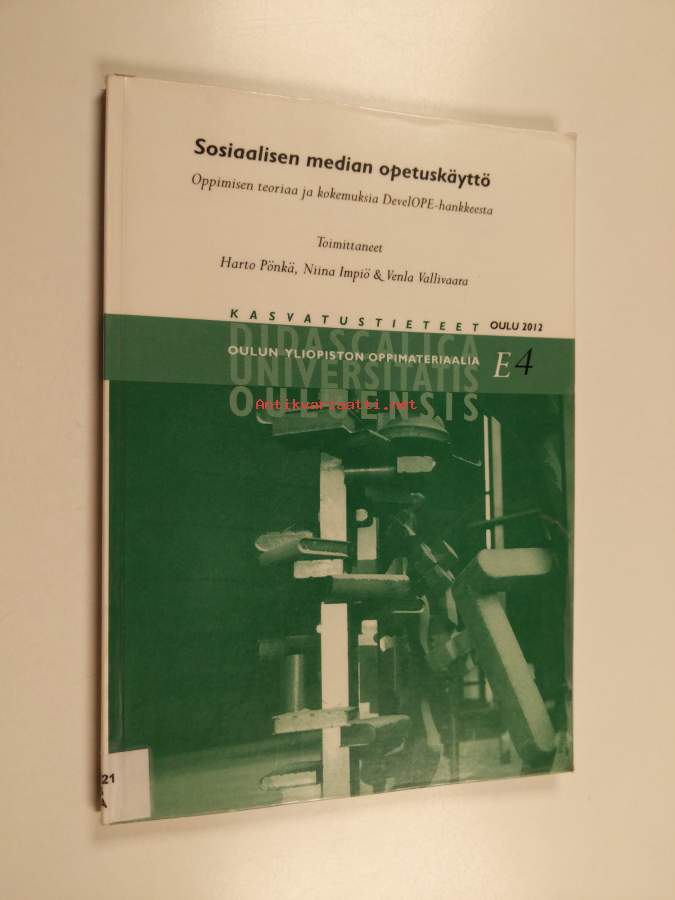 Sosiaalisen median opetuskäyttö
Oppimisen teoriaa ja kokemuksia DevelOPE-hankkeesta
Toimittaneet
Harto Pönkä, Niina Impiö & Venla Vallivaara
KASVATUSTIETEET OULU 2012
DIDASCALICA
OULUN YLIOPISTON OPPIMATERIAALIA E4
UNIVERSITATIS
OULUENSIS
Antikvariaatti.net
21
A